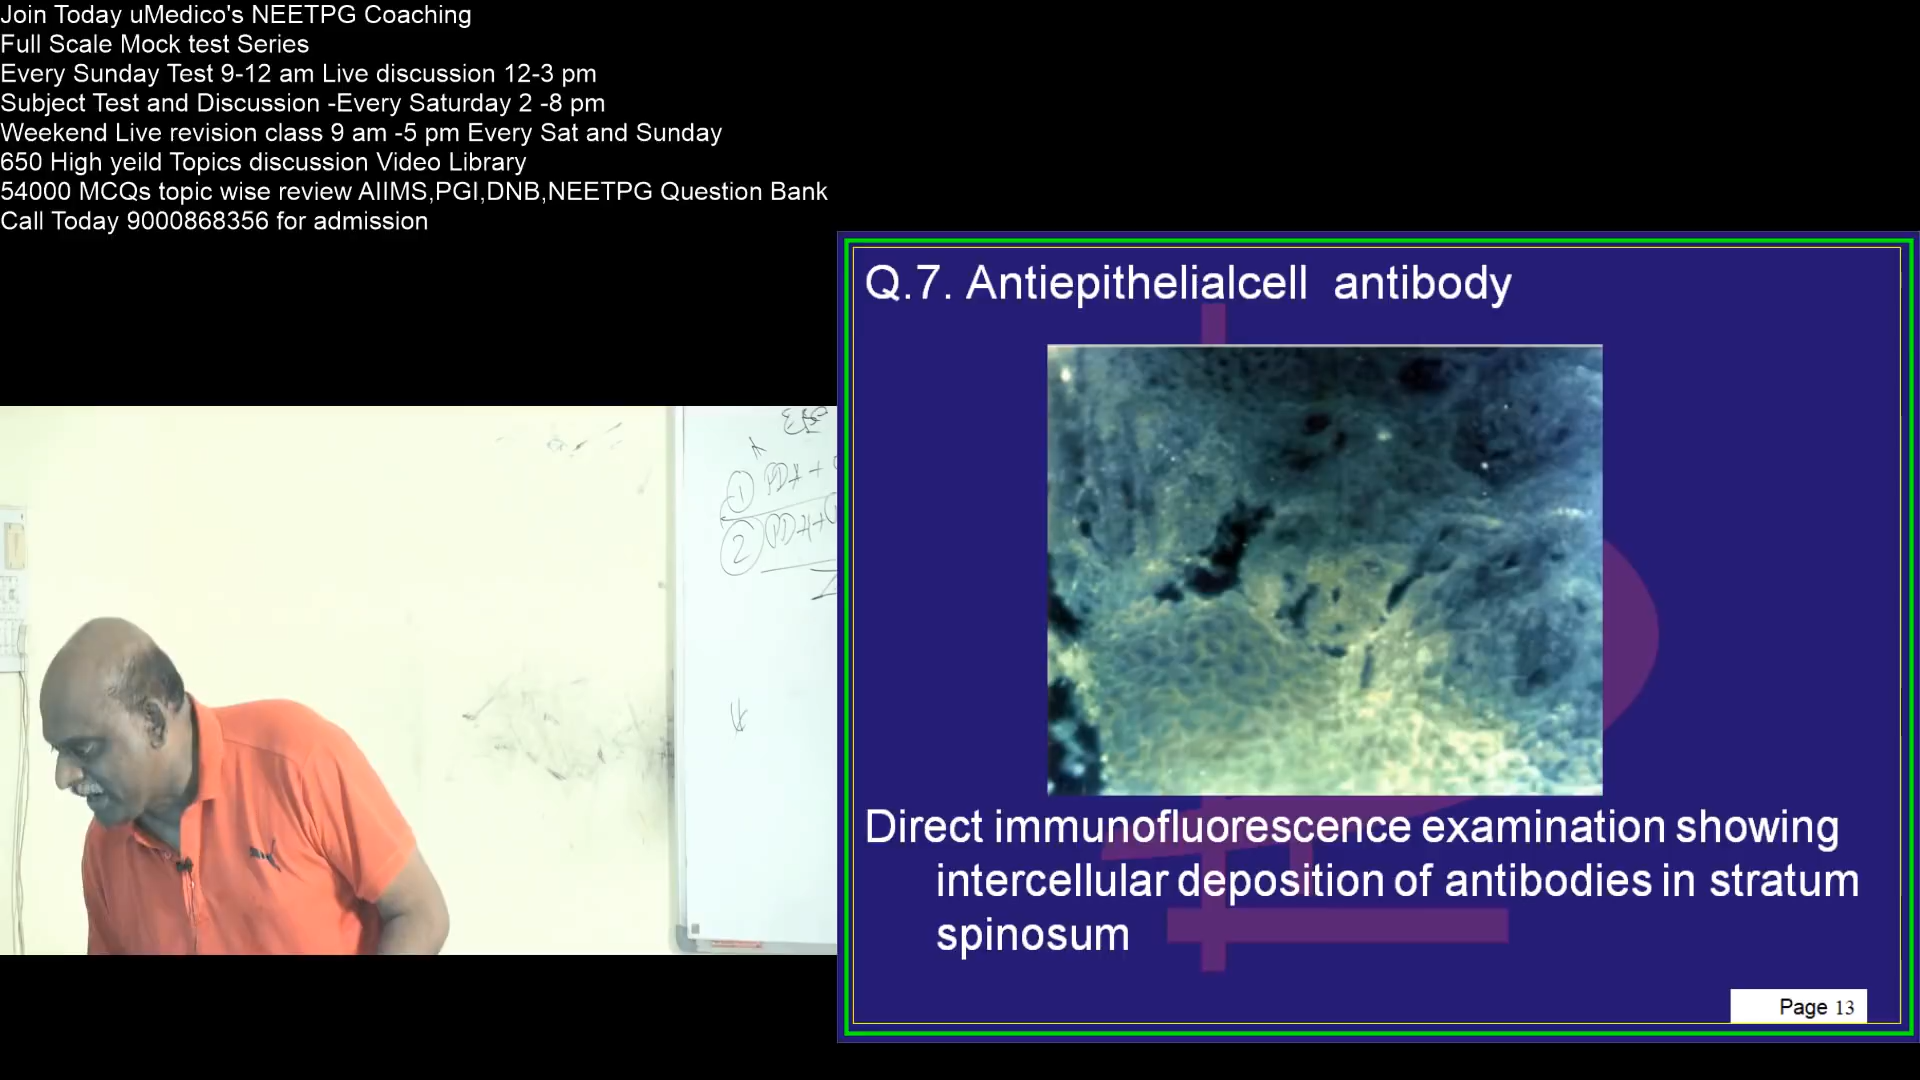 Join Today uMedico's NEETPG Coaching
Full Scale Mock test Series
Every Sunday Test 9-12 am Live discussion 12-3 pm
Subject Test and Discussion -Every Saturday 2 -8 pm
Weekend Live revision class 9 am -5 pm Every Sat and Sunday
650 High yeild Topics discussion Video Library
54000 MCQs topic wise review AIIMS,PGI,DNB,NEETPG Question Bank
Call Today 9000868356 for admission
Q.7. Antiepithelialcell antibody
Direct immunofluorescence examination showing
intercellular deposition of antibodies in stratum
spinosum
Page 13
1 PDA +
2 PDA+